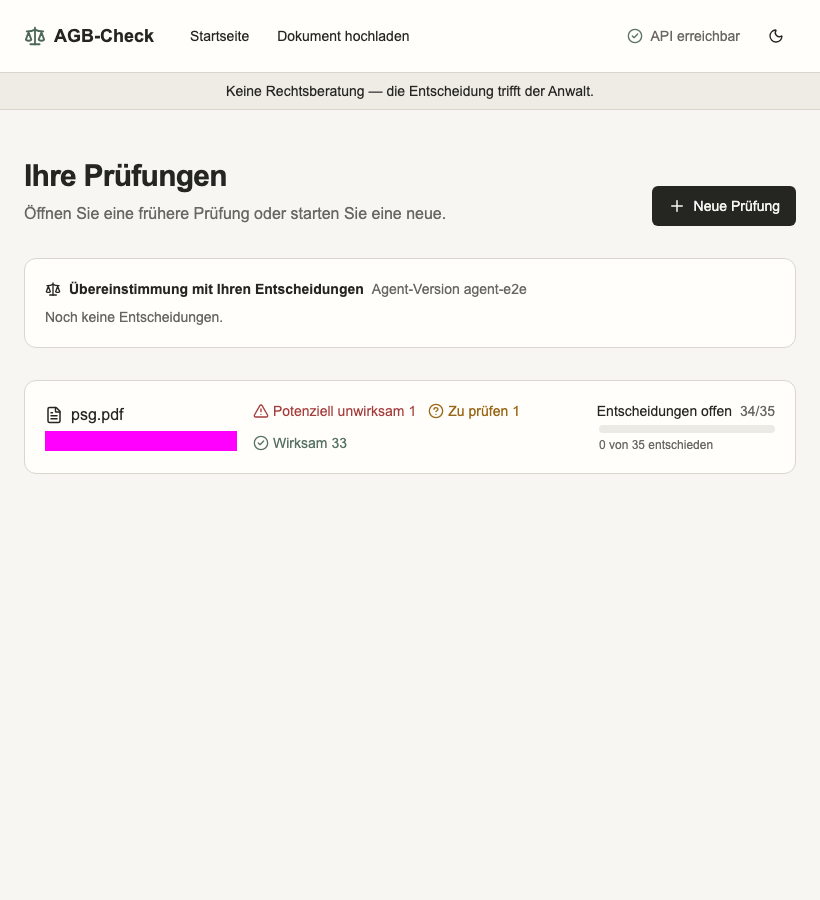 AGB-Check
Startseite
Dokument hochladen
API erreichbar
Keine Rechtsberatung — die Entscheidung trifft der Anwalt.
Ihre Prüfungen
Öffnen Sie eine frühere Prüfung oder starten Sie eine neue.
Neue Prüfung
Übereinstimmung mit Ihren Entscheidungen Agent-Version agent-e2e
Noch keine Entscheidungen.
psg.pdf
Potenziell unwirksam 1 Zu prüfen 1
Wirksam 33
Entscheidungen offen 34/35
0 von 35 entschieden